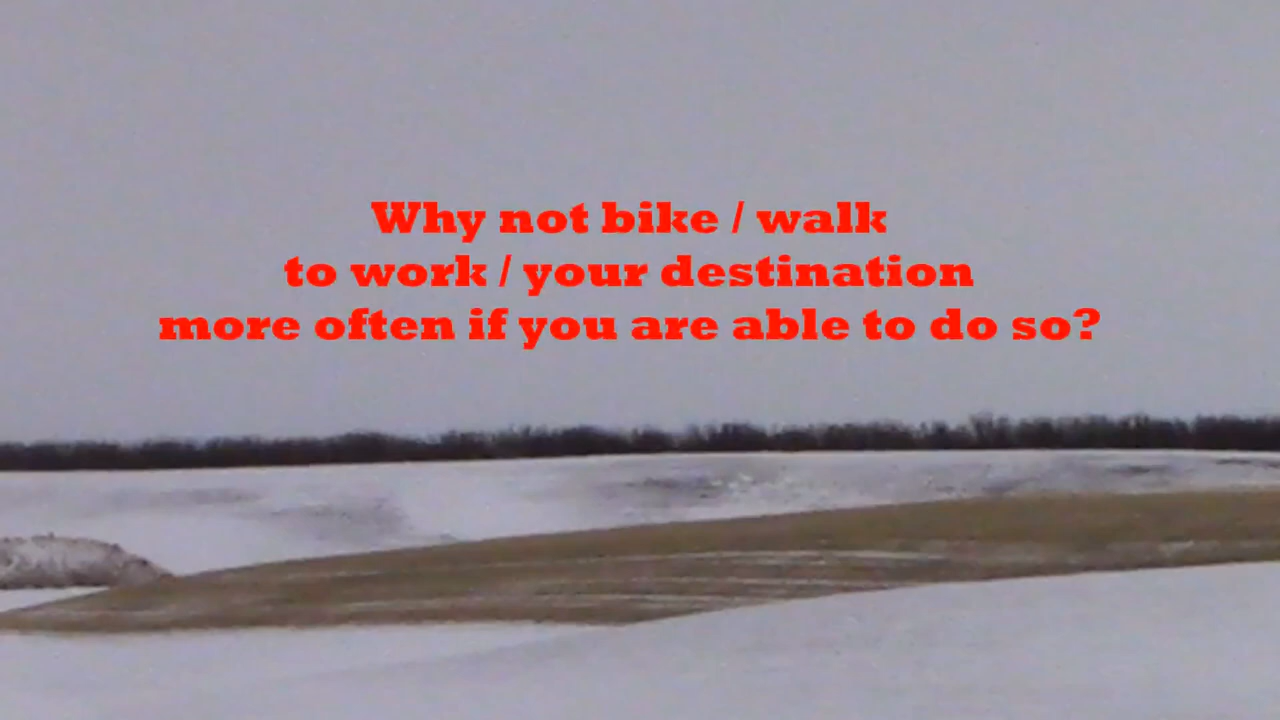 Why not bike / walk
to work / your destination
more often if you are able to do so?